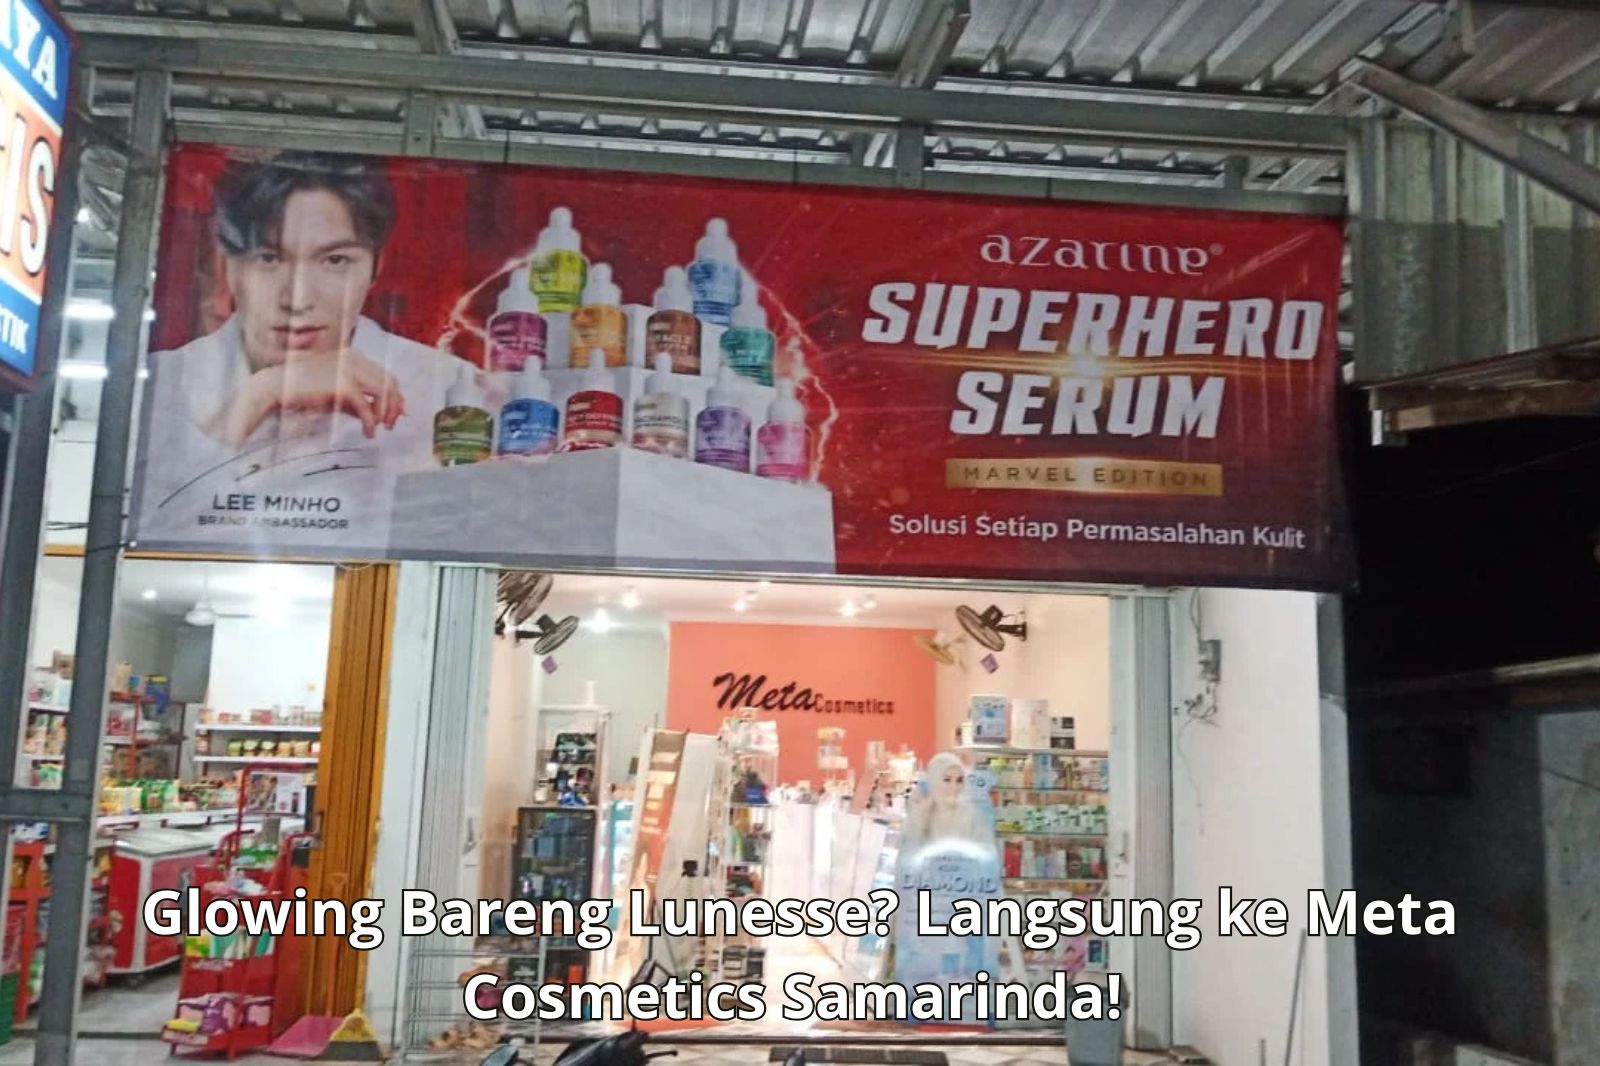 azarine®
SUPERHERO
SERUM
MARVEL EDITION
Solusi Setiap Permasalahan Kulit
LEE MINHO
BRAND AMBASSADOR
Meta Cosmetics
DIAMOND
Glowing Bareng Lunesse? Langsung ke Meta
Cosmetics Samarinda!